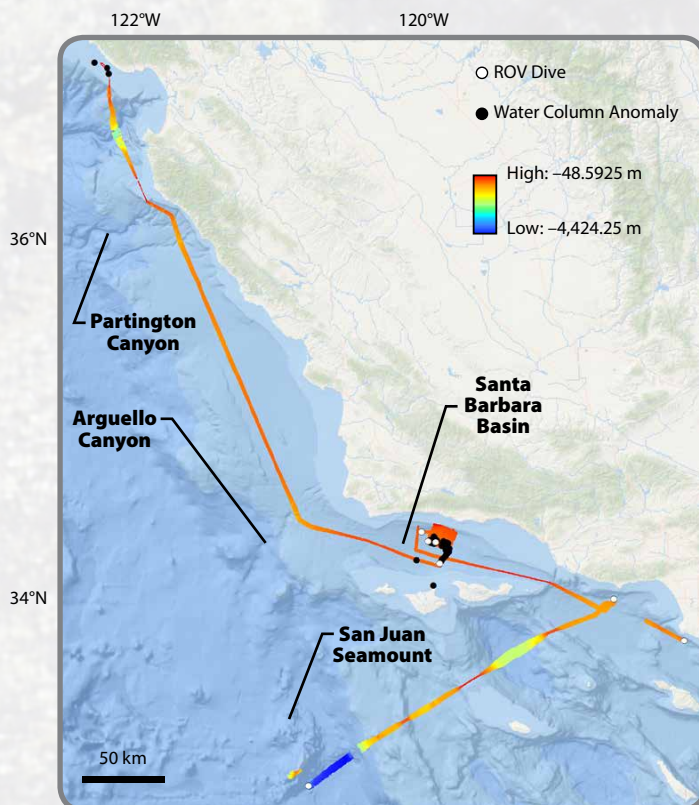 122°W
120°W
ROV Dive
Water Column Anomaly
High: –48.5925 m
Low: –4,424.25 m
36°N
Partington
Canyon
Santa
Barbara
Basin
Arguello
Canyon
34°N
San Juan
Seamount
50 km